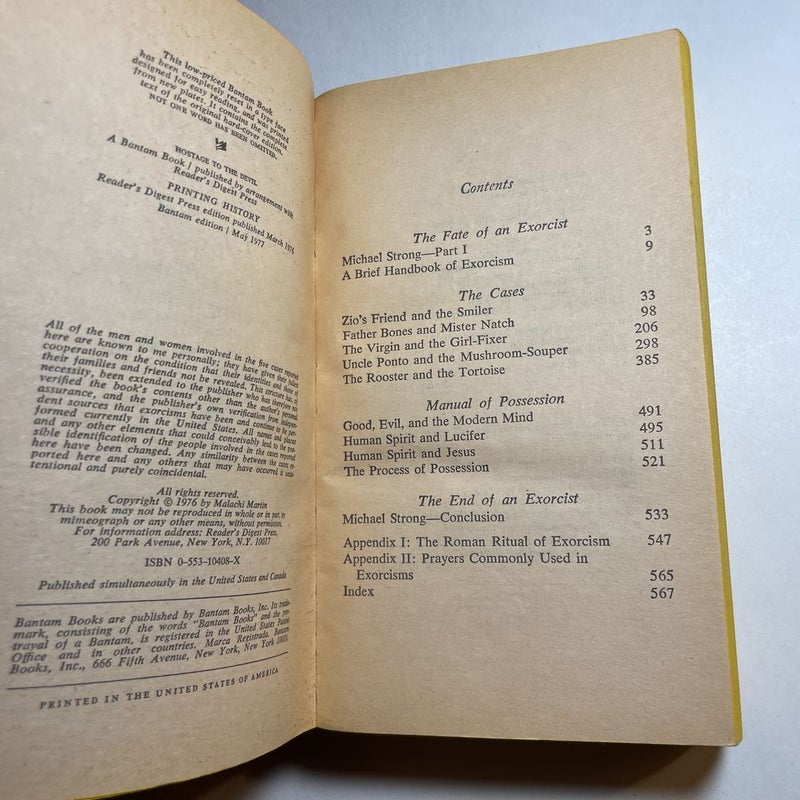 This low-priced Bantam Book
has been completely reset in a type face
designed for easy reading, and was printed
from new plates. It contains the complete
text of the original hard-cover edition.
NOT ONE WORD HAS BEEN OMITTED.
HOSTAGE TO THE DEVIL
A Bantam Book / published by arrangement with
Reader's Digest Press
PRINTING HISTORY
Reader's Digest Press edition published March 1976
Bantam edition / May 1977
All of the men and women involved in the five cases reported
here are known to me personally; they have given their fullest
cooperation on the condition that their identities and those of
their families and friends not be revealed. This stricture has, of
necessity, been extended to the publisher who has therefore not
verified the book's contents other than the author's personal
assurance, and the publisher's own verification from indepen-
dent sources that exorcisms have been and continue to be per-
formed currently in the United States. All names and places
and any other elements that could conceivably lead to the pos-
sible identification of the people involved in the cases reported
here have been changed. Any similarity between the cases re-
ported here and any others that may have occurred is unin-
tentional and purely coincidental.
All rights reserved.
Copyright © 1976 by Malachi Martin
This book may not be reproduced in whole or in part, by
mimeograph or any other means, without permission.
For information address: Reader's Digest Press,
200 Park Avenue, New York, N.Y. 10017
ISBN 0-553-10408-X
Published simultaneously in the United States and Canada
Bantam Books are published by Bantam Books, Inc. Its trade-
mark, consisting of the words "Bantam Books" and the por-
trayal of a Bantam, is registered in the United States Patent
Office and in other countries. Marca Registrada. Bantam
Books, Inc., 666 Fifth Avenue, New York, New York 10019.
PRINTED IN THE UNITED STATES OF AMERICA
Contents
The Fate of an Exorcist
Michael Strong—Part I 3
A Brief Handbook of Exorcism 9
The Cases
Zio's Friend and the Smiler 33
Father Bones and Mister Natch 98
The Virgin and the Girl-Fixer 206
Uncle Ponto and the Mushroom-Souper 298
The Rooster and the Tortoise 385
Manual of Possession
Good, Evil, and the Modern Mind 491
Human Spirit and Lucifer 495
Human Spirit and Jesus 511
The Process of Possession 521
The End of an Exorcist
Michael Strong—Conclusion 533
Appendix I: The Roman Ritual of Exorcism 547
Appendix II: Prayers Commonly Used in
Exorcisms 565
Index 567